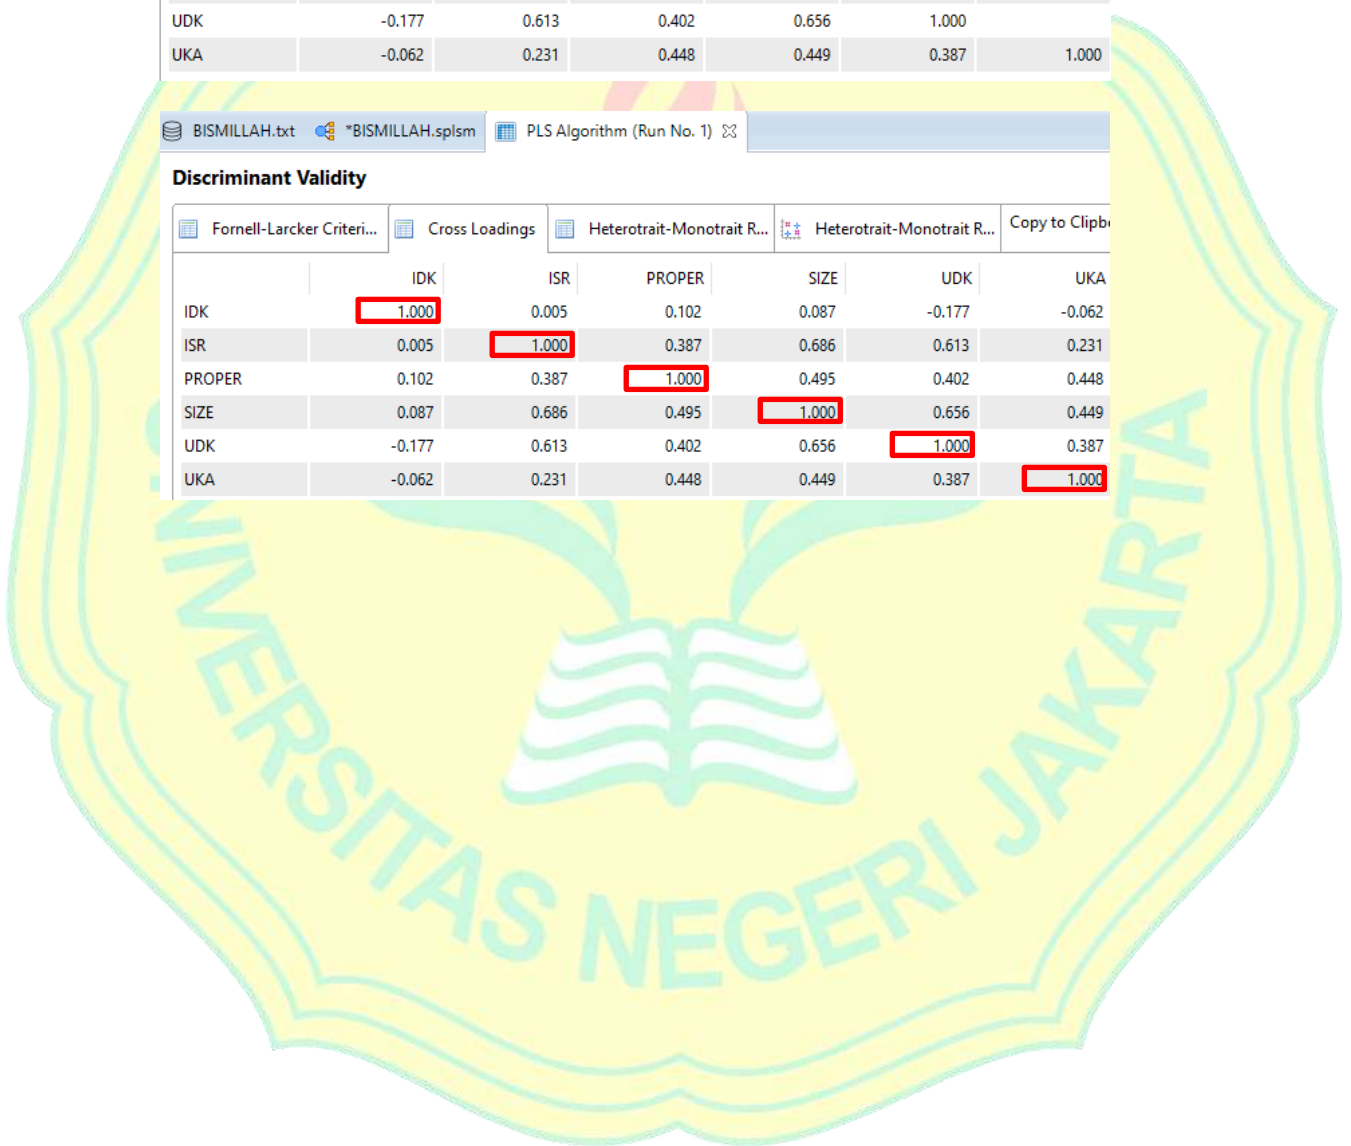 UDK -0.177 0.613 0.402 0.656 1.000
UKA -0.062 0.231 0.448 0.449 0.387 1.000
BISMILLAH.txt *BISMILLAH.splsm PLS Algorithm (Run No. 1)
Discriminant Validity
Fornell-Larcker Criteri... Cross Loadings Heterotrait-Monotrait R... Heterotrait-Monotrait R... Copy to Clipb
IDK ISR PROPER SIZE UDK UKA
IDK 1.000 0.005 0.102 0.087 -0.177 -0.062
ISR 0.005 1.000 0.387 0.686 0.613 0.231
PROPER 0.102 0.387 1.000 0.495 0.402 0.448
SIZE 0.087 0.686 0.495 1.000 0.656 0.449
UDK -0.177 0.613 0.402 0.656 1.000 0.387
UKA -0.062 0.231 0.448 0.449 0.387 1.000
NIVERSITAS NEGERI JAKARTA